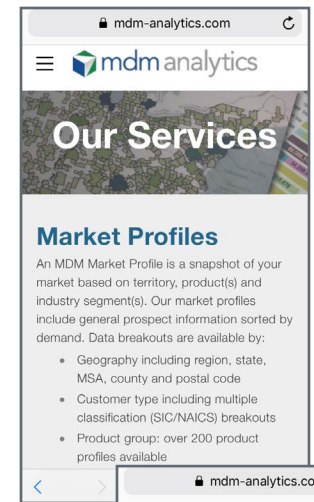 mdm-analytics.com
mdm analytics
Our Services
Market Profiles
An MDM Market Profile is a snapshot of your
market based on territory, product(s) and
industry segment(s). Our market profiles
include general prospect information sorted by
demand. Data breakouts are available by:
Geography including region, state,
MSA, county and postal code
Customer type including multiple
classification (SIC/NAICS) breakouts
Product group: over 200 product
profiles available
mdm-analytics.co